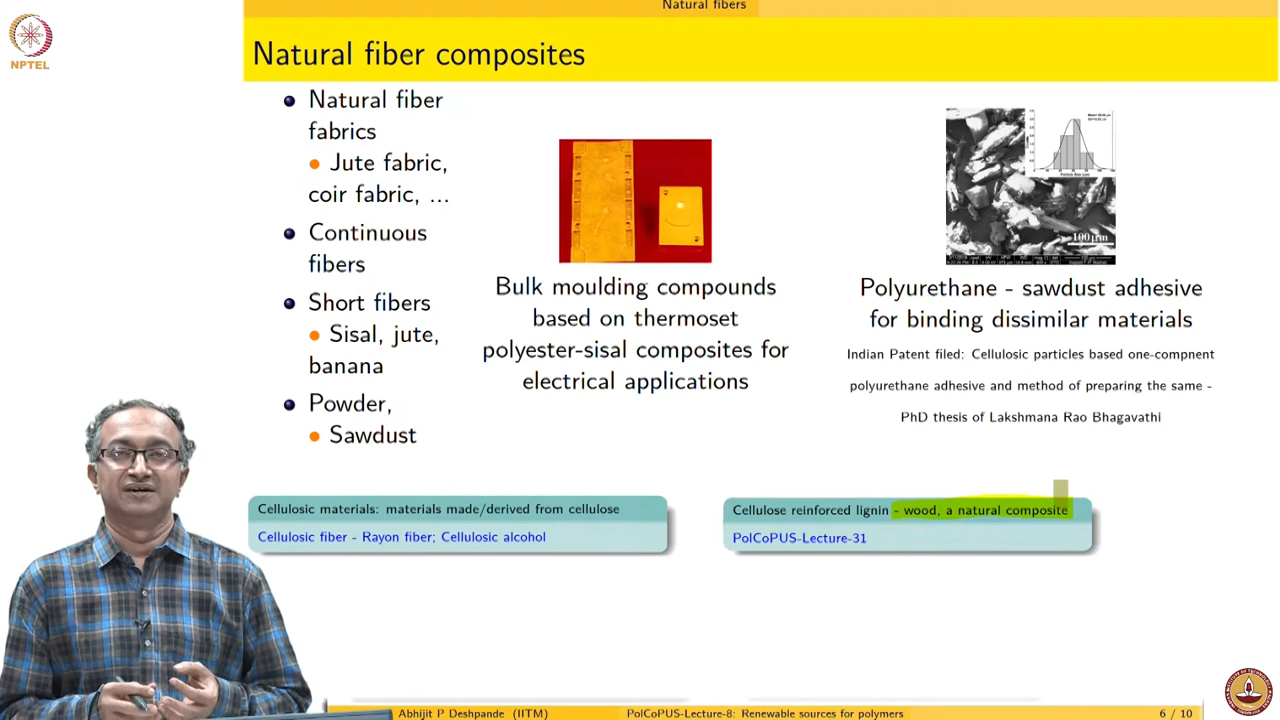 Natural fibers
NPTEL
Natural fiber composites
Natural fiber
fabrics
Jute fabric,
coir fabric, ...
Continuous
fibers
Short fibers
Sisal, jute,
banana
Powder,
Sawdust
Bulk moulding compounds
based on thermoset
polyester-sisal composites for
electrical applications
100μm
Polyurethane - sawdust adhesive
for binding dissimilar materials
Indian Patent filed: Cellulosic particles based one-compnent
polyurethane adhesive and method of preparing the same -
PhD thesis of Lakshmana Rao Bhagavathi
Cellulosic materials: materials made/derived from cellulose
Cellulosic fiber - Rayon fiber; Cellulosic alcohol
Cellulose reinforced lignin - wood, a natural composite
PolCoPUS-Lecture-31
Abhijit P Deshpande (IITM)
PolCoPUS-Lecture-8: Renewable sources for polymers
6 / 10